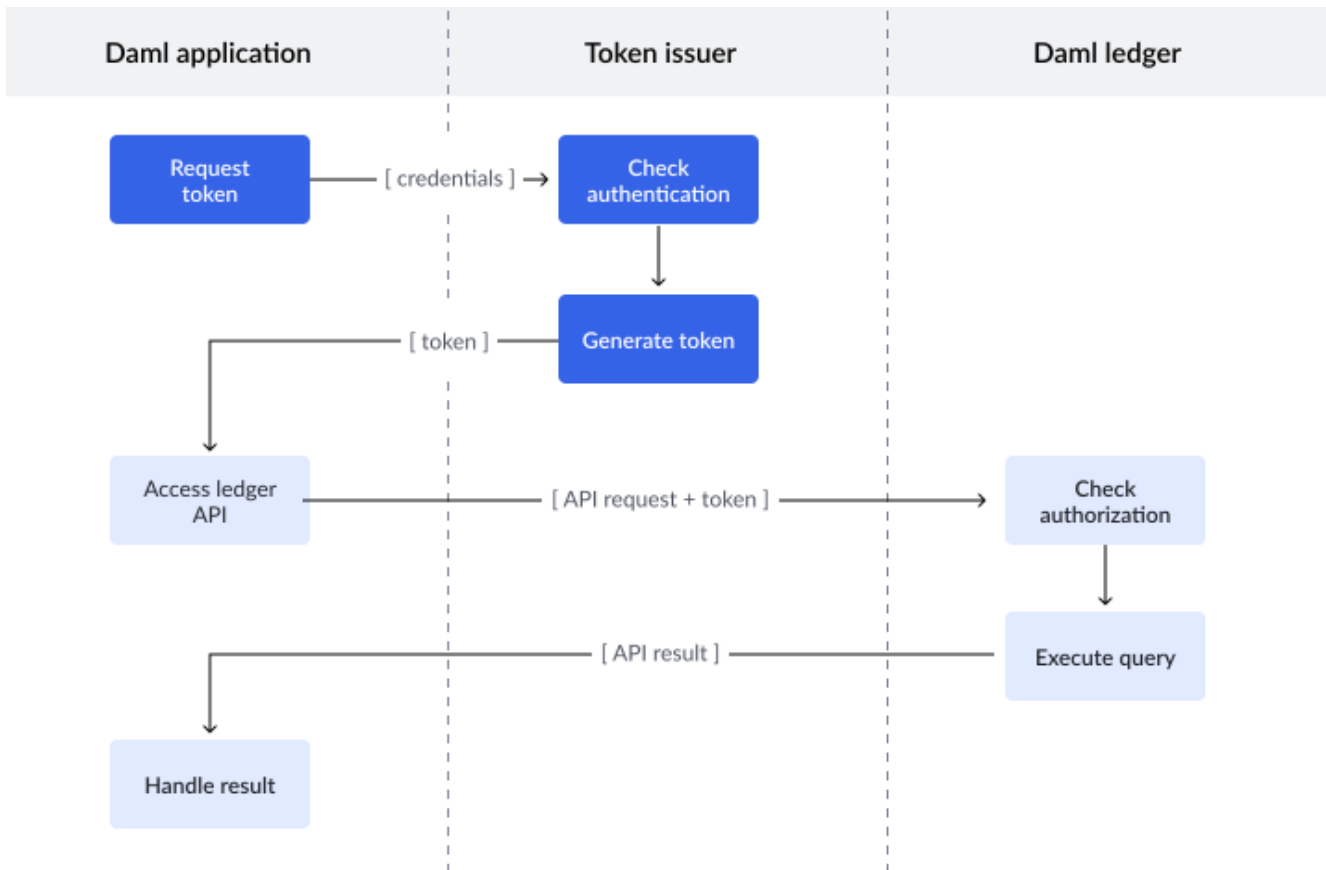 Daml application
Token issuer
Daml ledger
Request
token
[ credentials ]
Check
authentication
Generate token
[ token ]
Access ledger
API
[ API request + token ]
Check
authorization
Execute query
[ API result ]
Handle result